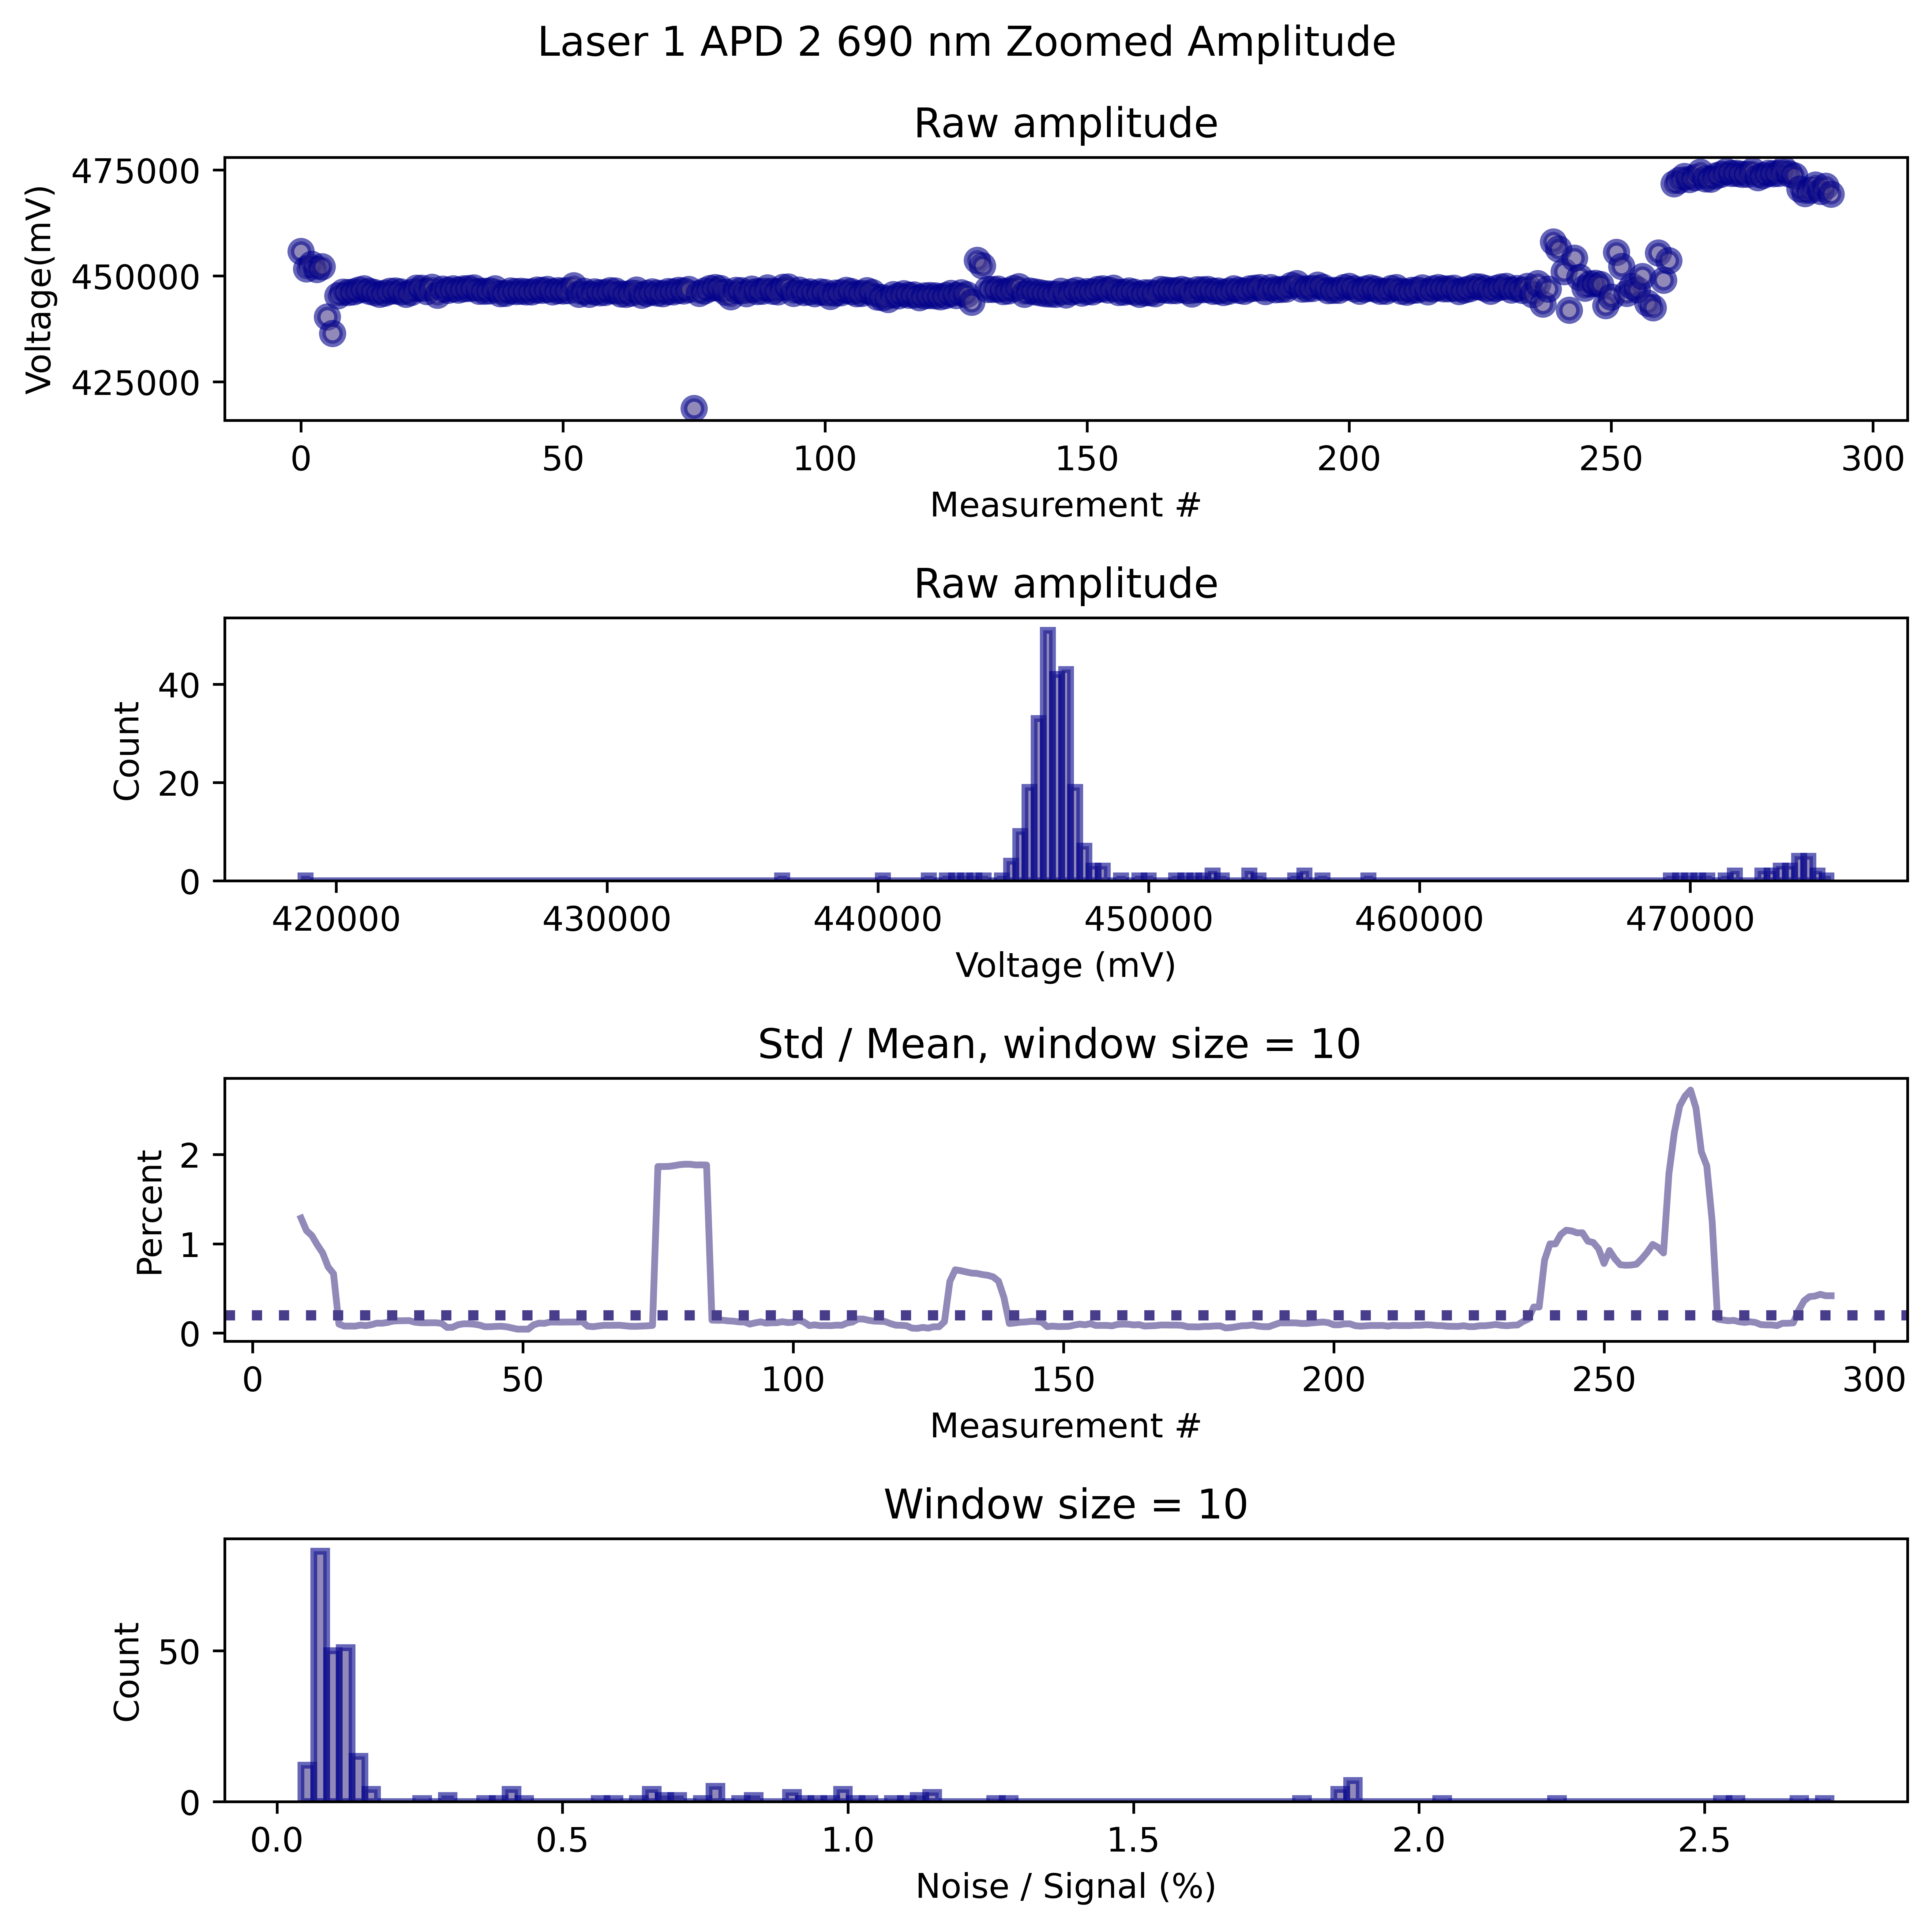 Laser 1 APD 2 690 nm Zoomed Amplitude
Raw amplitude
Voltage(mV)
475000
450000
425000
0 50 100 150 200 250 300
Measurement #
Raw amplitude
Count
40
20
0
420000 430000 440000 450000 460000 470000
Voltage (mV)
Std / Mean, window size = 10
Percent
2
1
0
0 50 100 150 200 250 300
Measurement #
Window size = 10
Count
50
0
0.0 0.5 1.0 1.5 2.0 2.5
Noise / Signal (%)